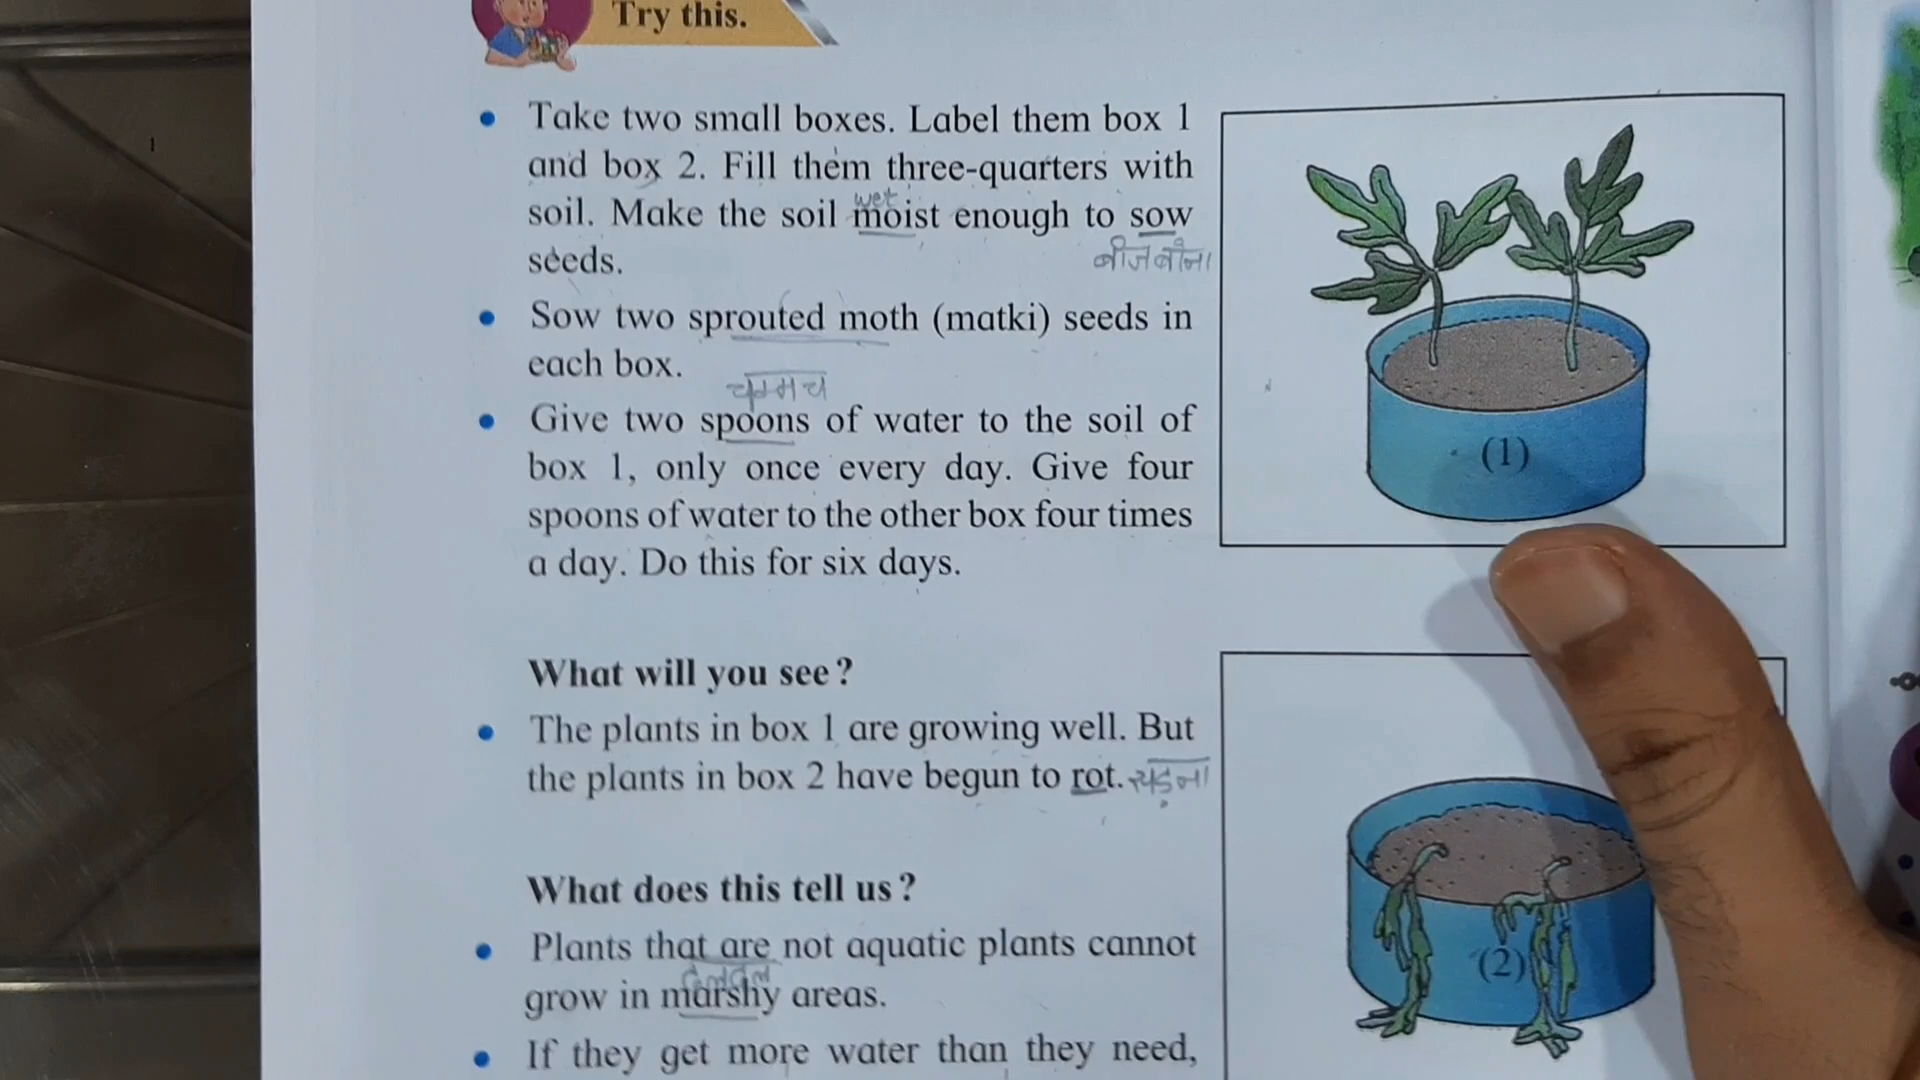 Try this.
• Take two small boxes. Label them box 1
and box 2. Fill them three-quarters with
wet
soil. Make the soil moist enough to sow
seeds.
बीज बोना
• Sow two sprouted moth (matki) seeds in
each box.
चम्मच
• Give two spoons of water to the soil of
box 1, only once every day. Give four
spoons of water to the other box four times
a day. Do this for six days.
(1)
What will you see?
• The plants in box 1 are growing well. But
the plants in box 2 have begun to rot. सड़ना
What does this tell us?
• Plants that are not aquatic plants cannot
दलदल
grow in marshy areas.
• If they get more water than they need,
(2)